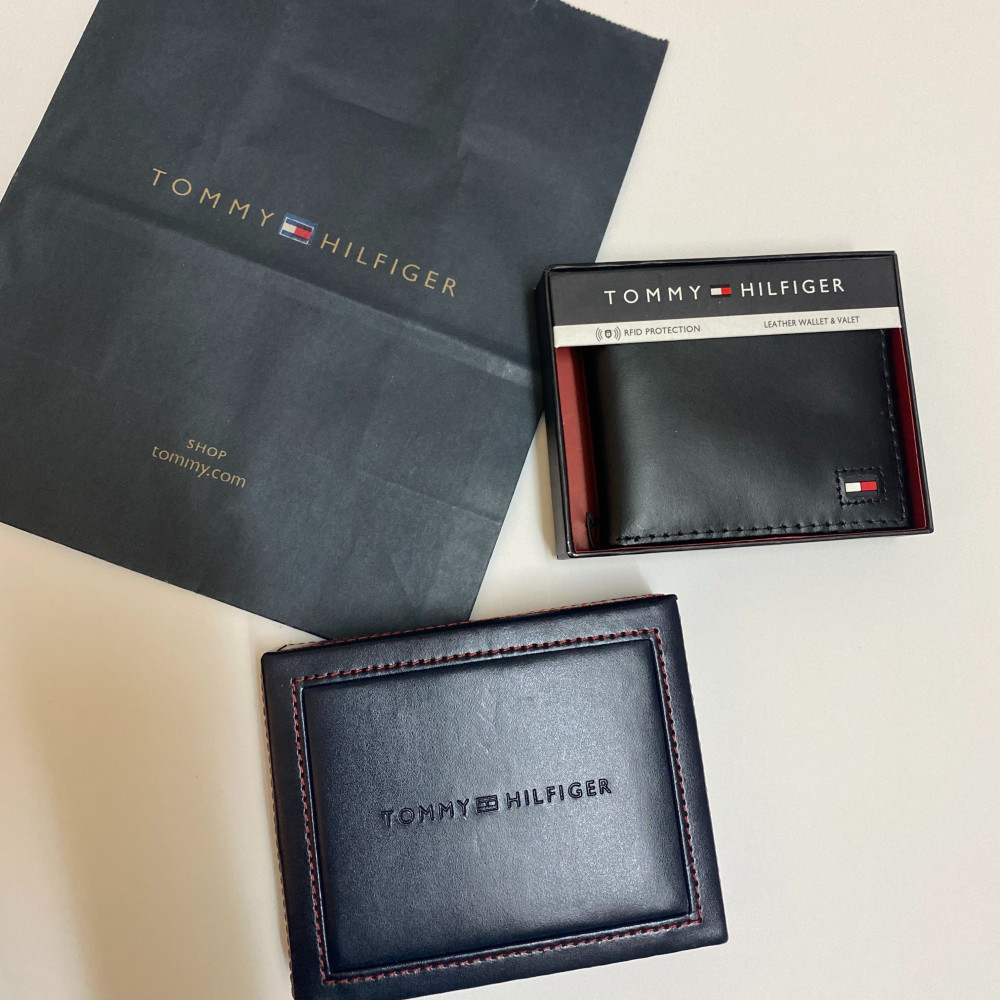 TOMMY HILFIGER
SHOP
tommy.com
TOMMY HILFIGER
RFID PROTECTION LEATHER WALLET & VALET
TOMMY HILFIGER